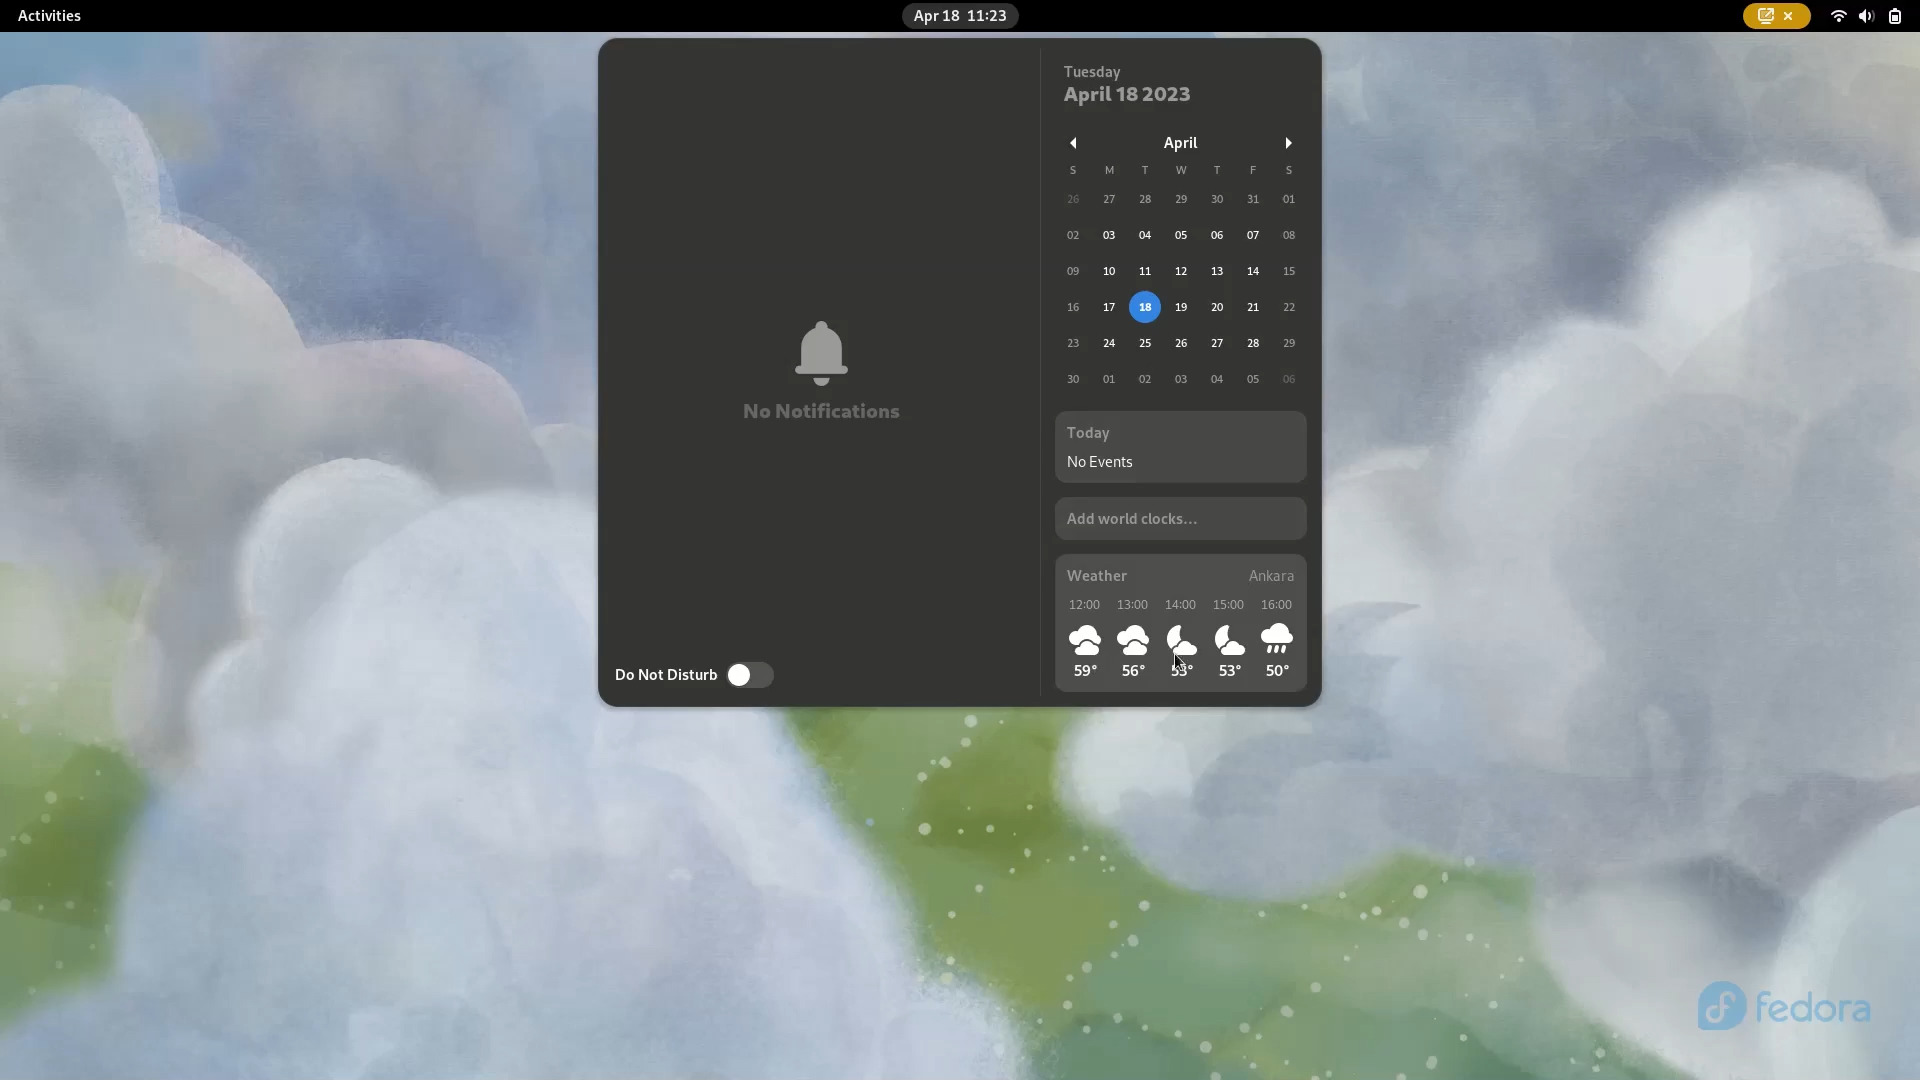 Activities
Apr 18 11:23
No Notifications
Do Not Disturb
Tuesday
April 18 2023
April
S M T W T F S
26 27 28 29 30 31 01
02 03 04 05 06 07 08
09 10 11 12 13 14 15
16 17 18 19 20 21 22
23 24 25 26 27 28 29
30 01 02 03 04 05 06
Today
No Events
Add world clocks…
Weather Ankara
12:00 13:00 14:00 15:00 16:00
59° 56° 53° 53° 50°
fedora